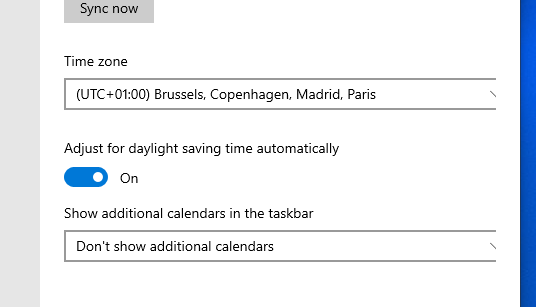 Sync now
Time zone
(UTC+01:00) Brussels, Copenhagen, Madrid, Paris
Adjust for daylight saving time automatically
On
Show additional calendars in the taskbar
Don't show additional calendars